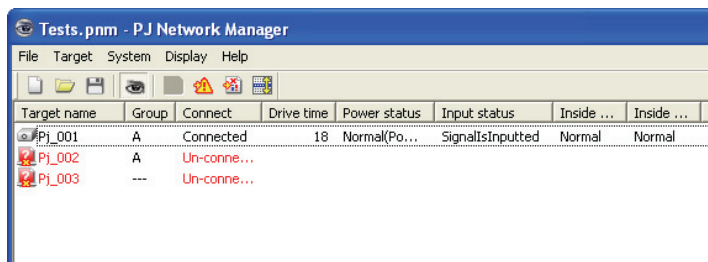 Tests.pnm - PJ Network Manager
File Target System Display Help
Target name Group Connect Drive time Power status Input status Inside ... Inside ...
Pj_001 A Connected 18 Normal(Po... SignalIsInputted Normal Normal
Pj_002 A Un-conne...
Pj_003 --- Un-conne...